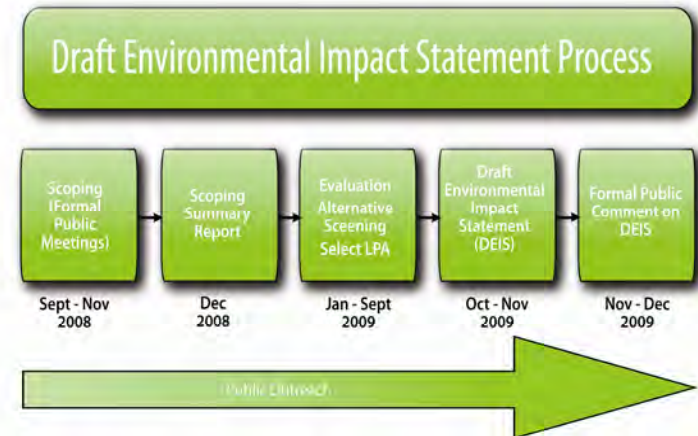 Draft Environmental Impact Statement Process
Scoping
(Formal
Public
Meetings)
Scoping
Summary
Report
Evaluation
Alternative
Screening
Select LPA
Draft
Environmental
Impact
Statement
(DEIS)
Formal Public
Comment on
DEIS
Sept - Nov
2008
Dec
2008
Jan - Sept
2009
Oct - Nov
2009
Nov - Dec
2009
Public Outreach